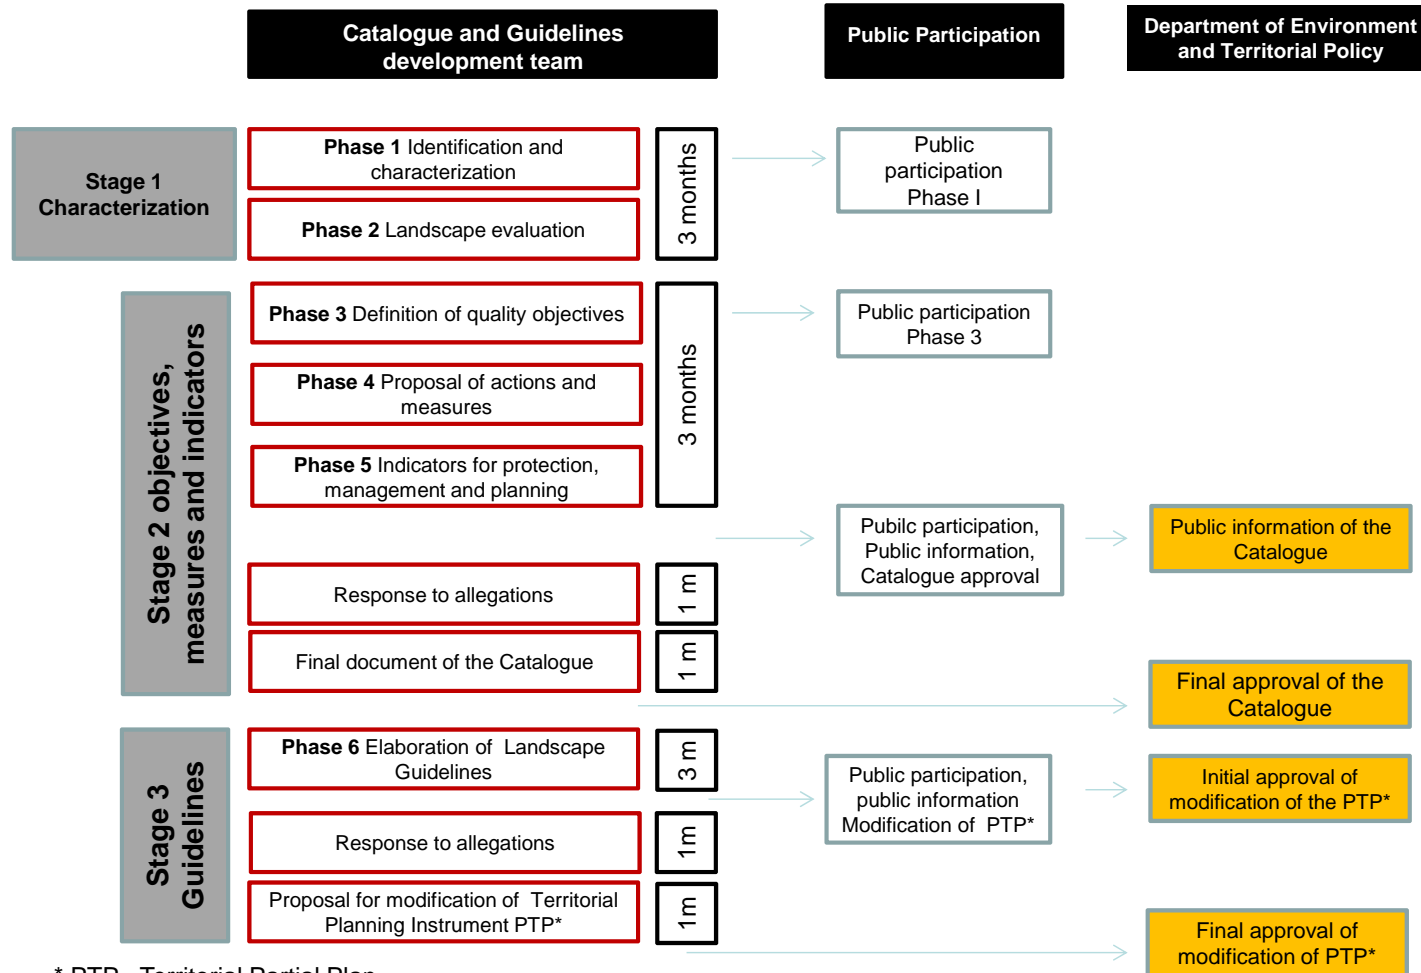 Catalogue and Guidelines
development team
Public Participation
Department of Environment
and Territorial Policy
Stage 1
Characterization
Phase 1 Identification and
characterization
Phase 2 Landscape evaluation
3 months
Public
participation
Phase I
Stage 2 objectives,
measures and indicators
Phase 3 Definition of quality objectives
Phase 4 Proposal of actions and
measures
Phase 5 Indicators for protection,
management and planning
3 months
Public participation
Phase 3
Pubilc participation,
Public information,
Catalogue approval
Public information of the
Catalogue
Response to allegations
1 m
Final document of the Catalogue
1 m
Final approval of the
Catalogue
Stage 3
Guidelines
Phase 6 Elaboration of Landscape
Guidelines
3 m
Public participation,
public information
Modification of PTP*
Initial approval of
modification of the PTP*
Response to allegations
1m
Proposal for modification of Territorial
Planning Instrument PTP*
1m
Final approval of
modification of PTP*
* PTP - Territorial Partial Plan